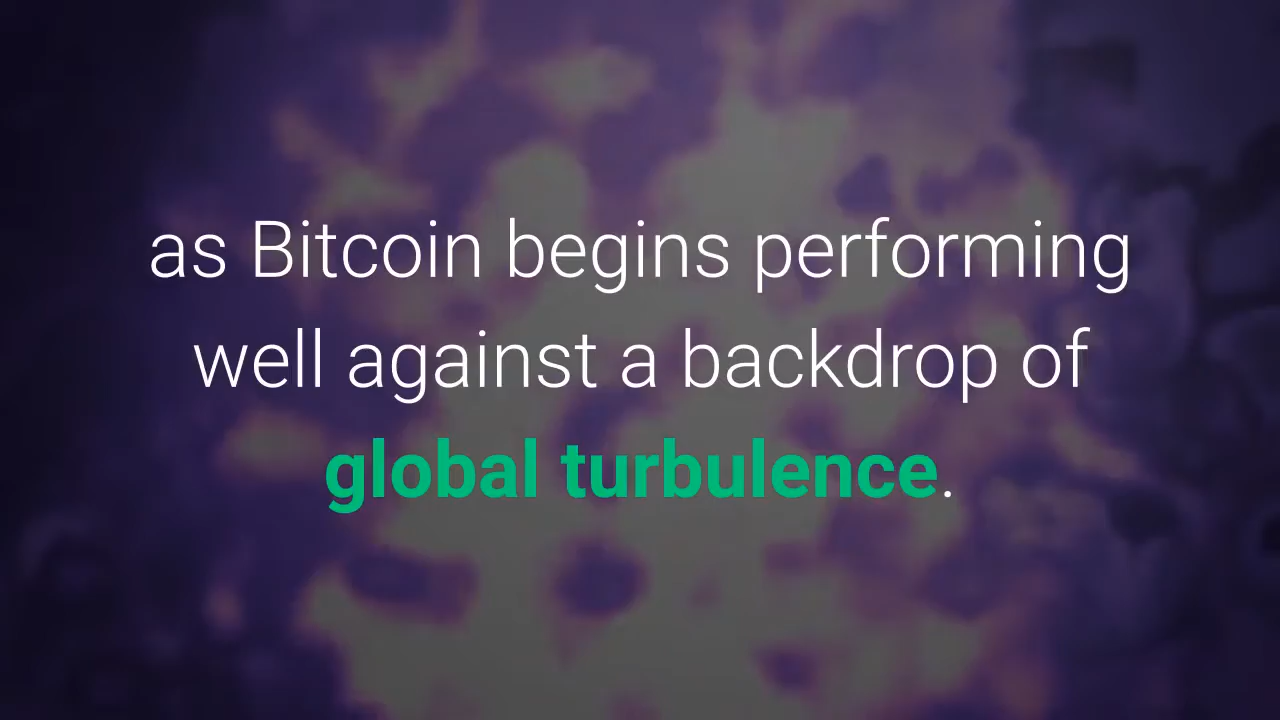 as Bitcoin begins performing
well against a backdrop of
global turbulence.